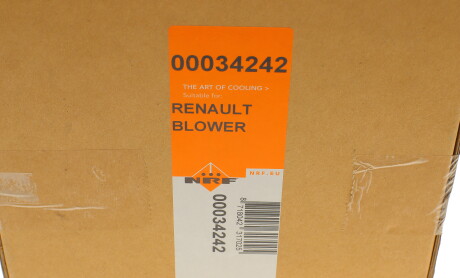 00034242
THE ART OF COOLING >
Suitable for:
RENAULT
BLOWER
NRF
NRF.EU
00034242